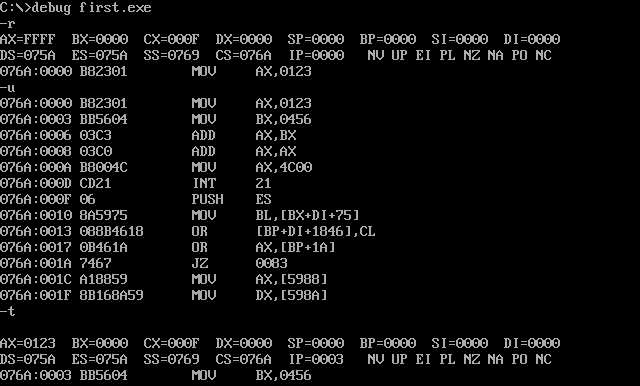 C:\>debug first.exe
-r
AX=FFFF  BX=0000  CX=000F  DX=0000  SP=0000  BP=0000  SI=0000  DI=0000
DS=075A  ES=075A  SS=0769  CS=076A  IP=0000   NV UP EI PL NZ NA PO NC
076A:0000 B82301        MOV     AX,0123
-u
076A:0000 B82301        MOV     AX,0123
076A:0003 BB5604        MOV     BX,0456
076A:0006 03C3          ADD     AX,BX
076A:0008 03C0          ADD     AX,AX
076A:000A B8004C        MOV     AX,4C00
076A:000D CD21          INT     21
076A:000F 06            PUSH    ES
076A:0010 8A5975        MOV     BL,[BX+DI+75]
076A:0013 088B4618      OR      [BP+DI+1846],CL
076A:0017 0B461A        OR      AX,[BP+1A]
076A:001A 7467          JZ      0083
076A:001C A18859        MOV     AX,[5988]
076A:001F 8B168A59      MOV     DX,[598A]
-t
AX=0123  BX=0000  CX=000F  DX=0000  SP=0000  BP=0000  SI=0000  DI=0000
DS=075A  ES=075A  SS=0769  CS=076A  IP=0003   NV UP EI PL NZ NA PO NC
076A:0003 BB5604        MOV     BX,0456